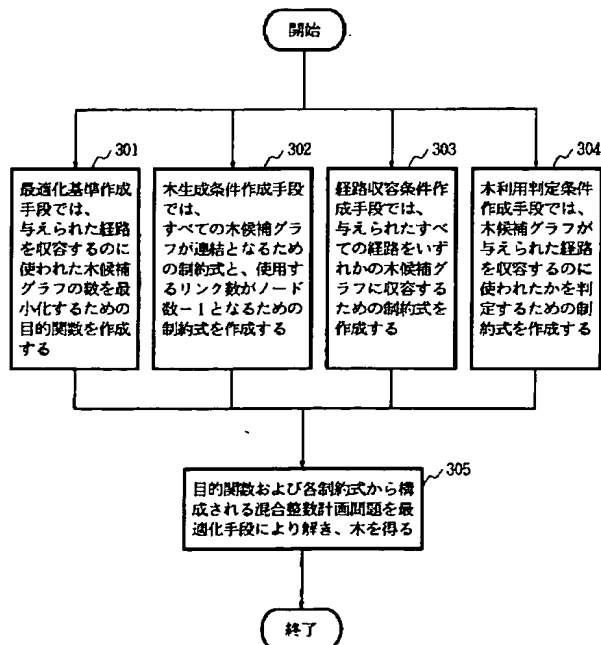 開始
301
最適化基準作成
手段では、
与えられた経路
を収容するのに
使われた木候補
グラフの数を最
小化するための
目的関数を作成
する
302
木生成条件作成手段
では、
すべての木候補グラ
フが連結となるため
の制約式と、使用す
るリンク数がノード
数−1となるための
制約式を作成する
303
経路収容条件作
成手段では、
与えられたすべ
ての経路をいず
れかの木候補グ
ラフに収容する
ための制約式を
作成する
304
木利用判定条件
作成手段では、
木候補グラフが
与えられた経路
を収容するのに
使われたかを判
定するための制
約式を作成する
305
目的関数および各制約式から構
成される混合整数計画問題を最
適化手段により解き、木を得る
終了